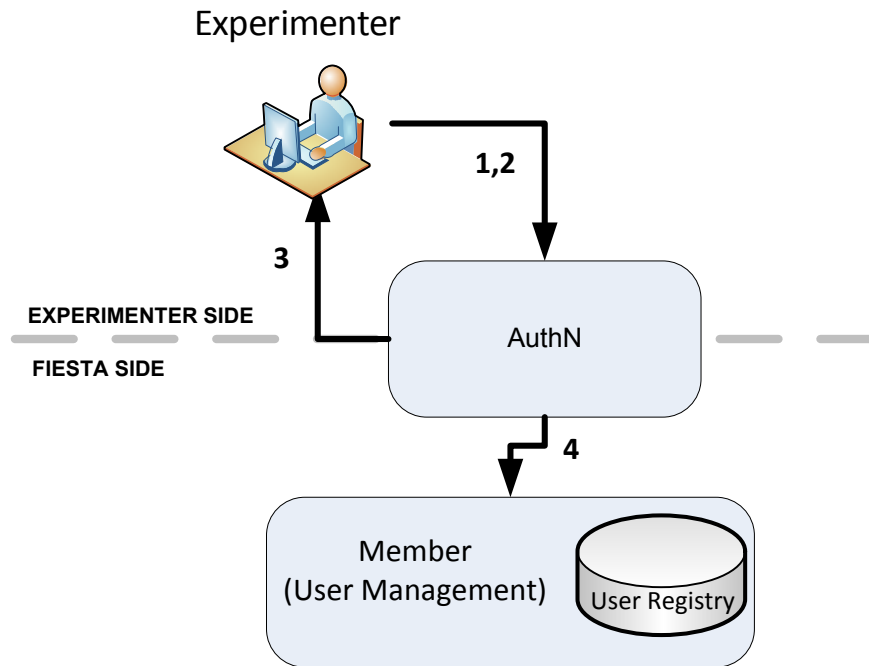 Experimenter
1,2
3
EXPERIMENTER SIDE
AuthN
FIESTA SIDE
4
Member
(User Management)
User Registry